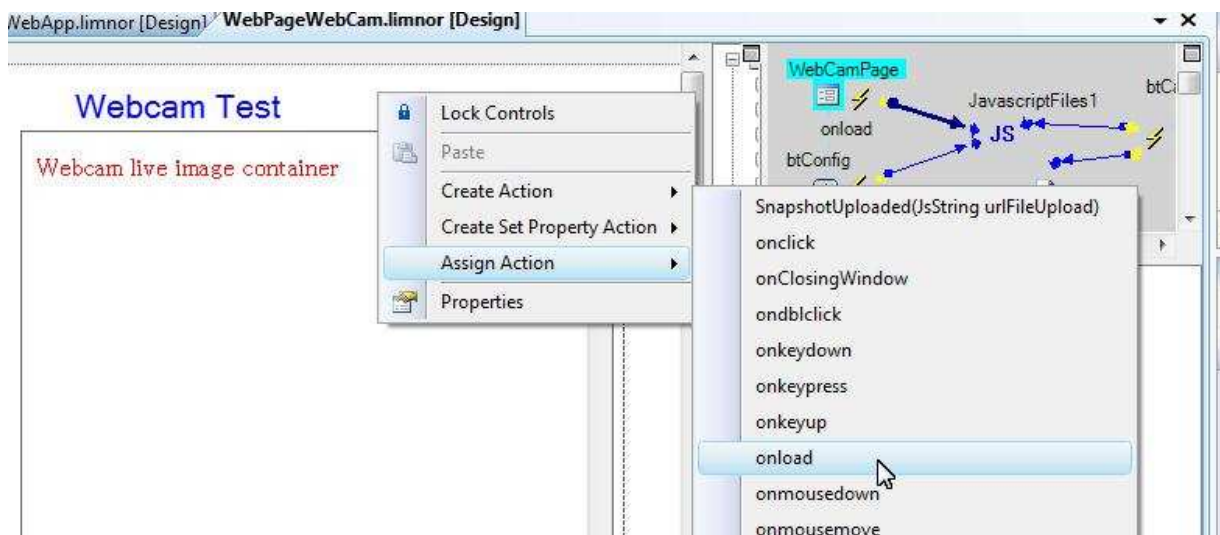 WebApp.limnor [Design] WebPageWebCam.limnor [Design]
Webcam Test
Webcam live image container
Lock Controls
Paste
Create Action
Create Set Property Action
Assign Action
Properties
WebCamPage
onload
btConfig
JavascriptFiles1
JS
SnapshotUploaded(JsString urlFileUpload)
onclick
onClosingWindow
ondblclick
onkeydown
onkeypress
onkeyup
onload
onmousedown
onmousemove